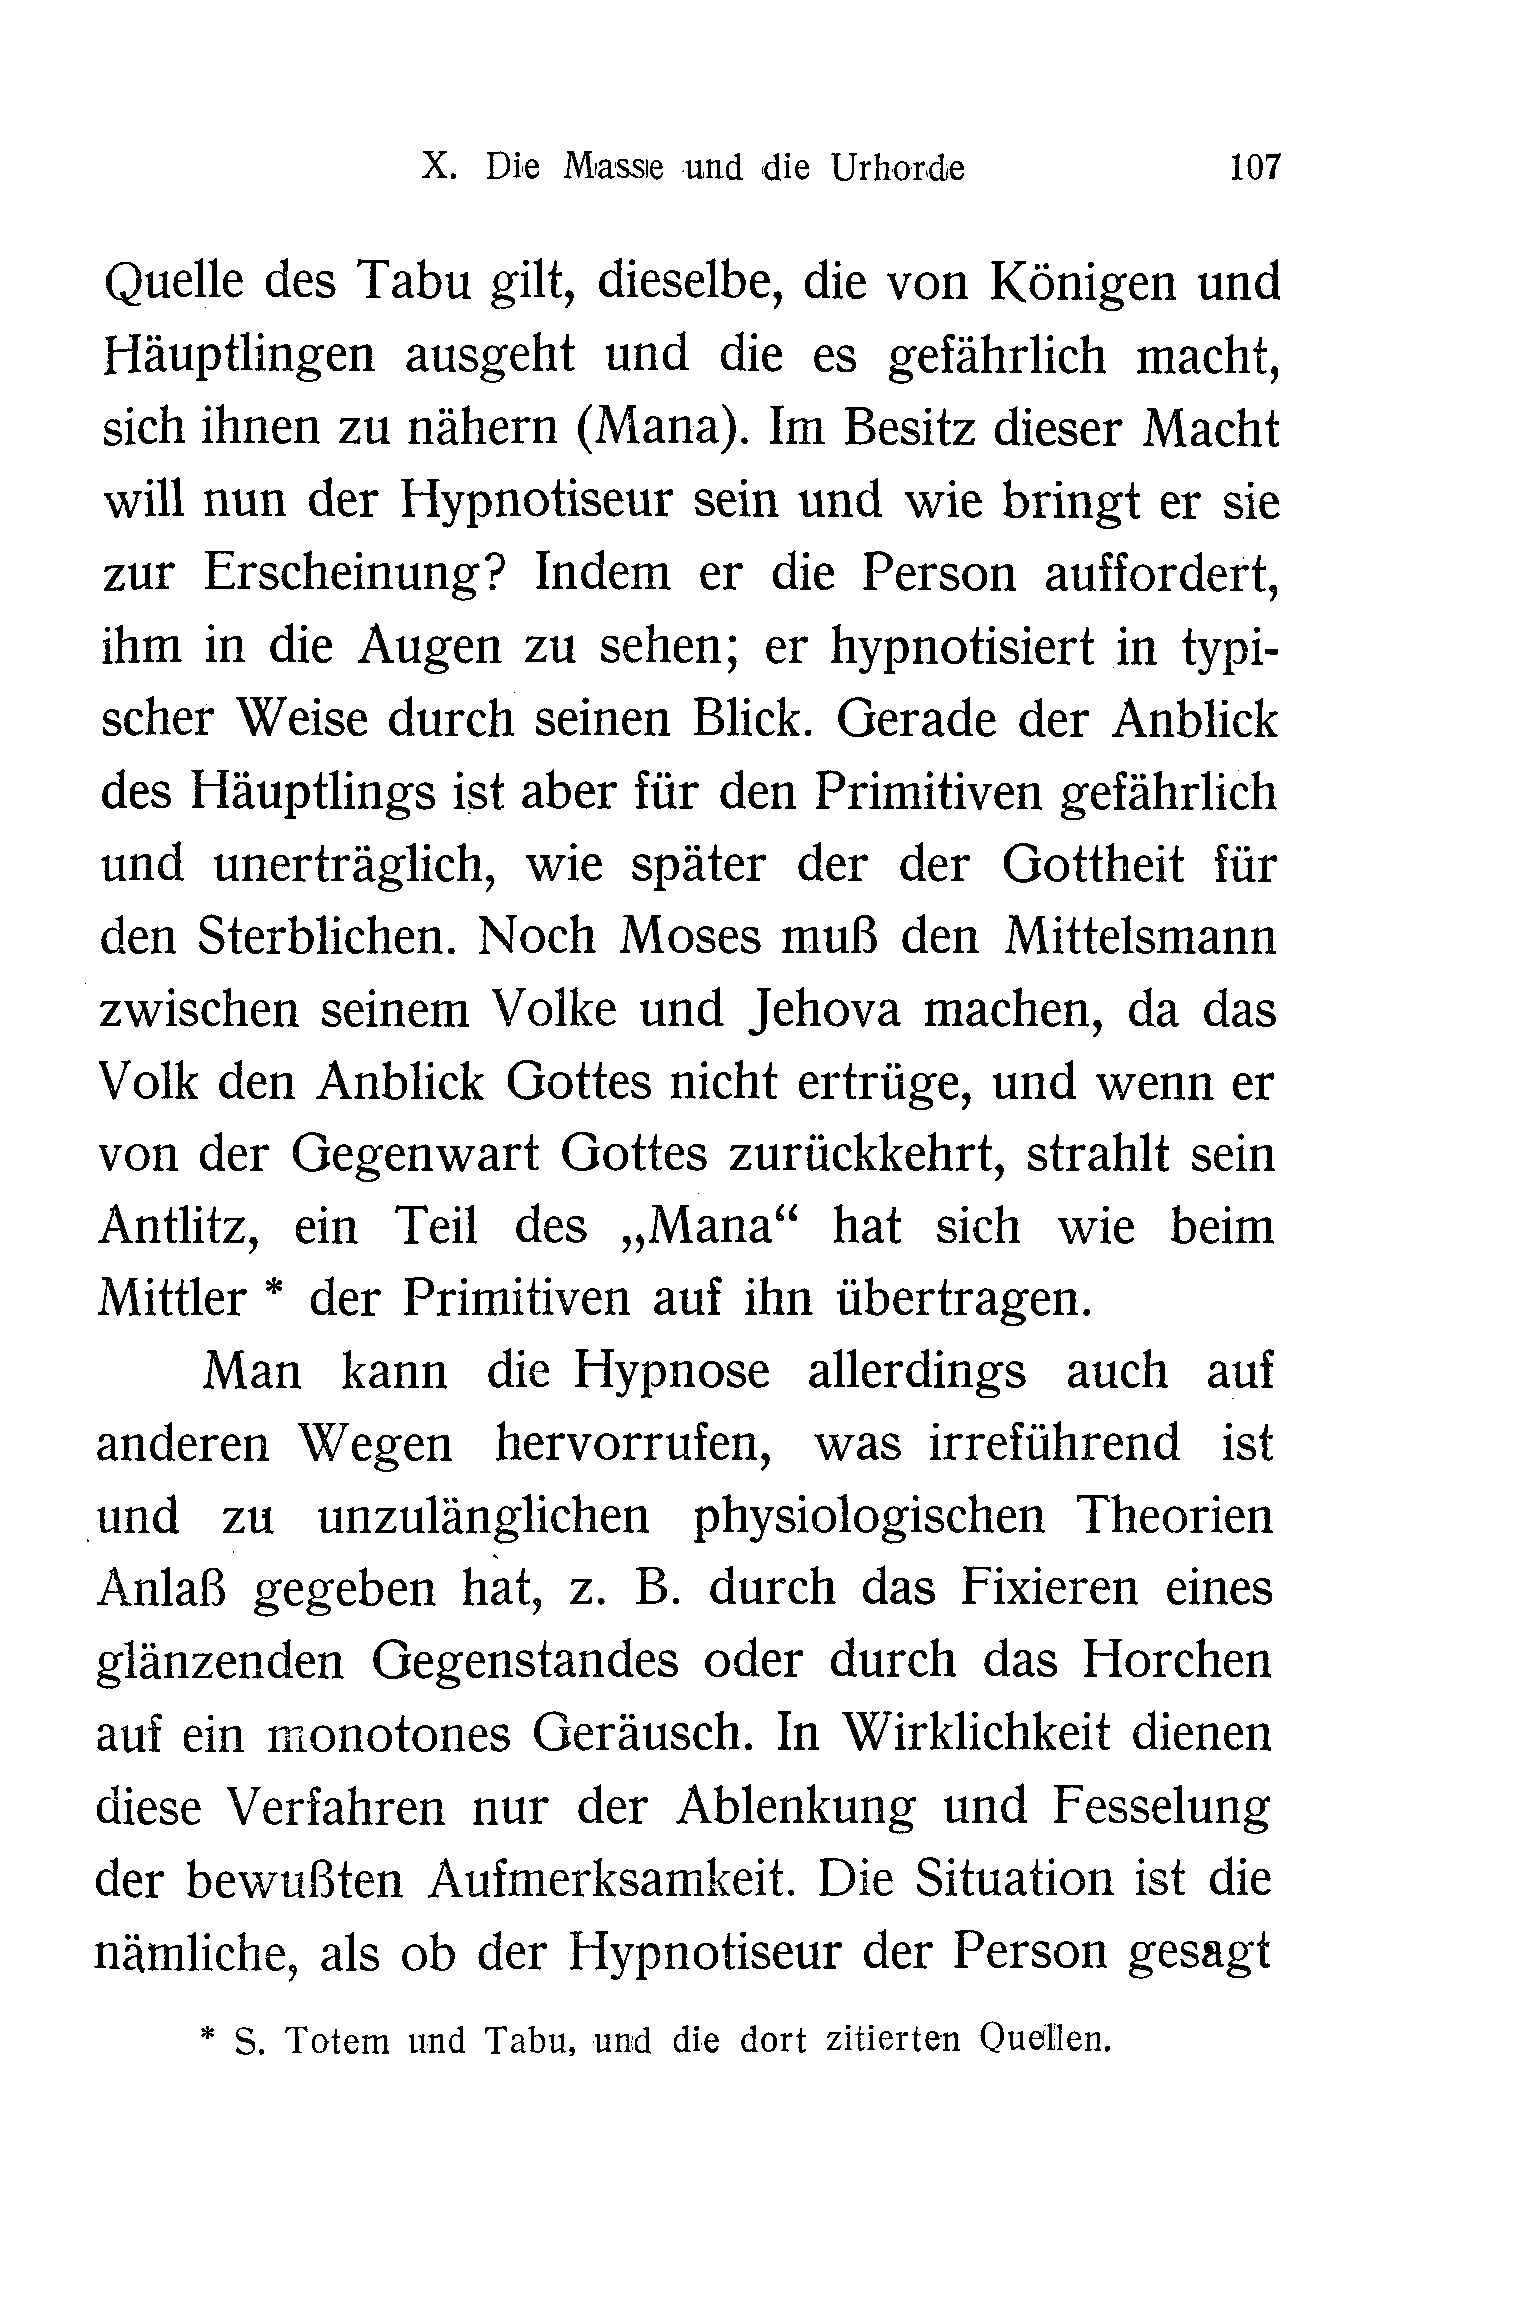 X. Die Masse und die Urhorde 107
Quelle des Tabu gilt, dieselbe, die von Königen und
Häuptlingen ausgeht und die es gefährlich macht,
sich ihnen zu nähern (Mana). Im Besitz dieser Macht
will nun der Hypnotiseur sein und wie bringt er sie
zur Erscheinung? Indem er die Person auffordert,
ihm in die Augen zu sehen; er hypnotisiert in typi-
scher Weise durch seinen Blick. Gerade der Anblick
des Häuptlings ist aber für den Primitiven gefährlich
und unerträglich, wie später der der Gottheit für
den Sterblichen. Noch Moses muß den Mittelsmann
zwischen seinem Volke und Jehova machen, da das
Volk den Anblick Gottes nicht ertrüge, und wenn er
von der Gegenwart Gottes zurückkehrt, strahlt sein
Antlitz, ein Teil des „Mana“ hat sich wie beim
Mittler * der Primitiven auf ihn übertragen.
Man kann die Hypnose allerdings auch auf
anderen Wegen hervorrufen, was irreführend ist
und zu unzulänglichen physiologischen Theorien
Anlaß gegeben hat, z. B. durch das Fixieren eines
glänzenden Gegenstandes oder durch das Horchen
auf ein monotones Geräusch. In Wirklichkeit dienen
diese Verfahren nur der Ablenkung und Fesselung
der bewußten Aufmerksamkeit. Die Situation ist die
nämliche, als ob der Hypnotiseur der Person gesagt
* S. Totem und Tabu, und die dort zitierten Quellen.